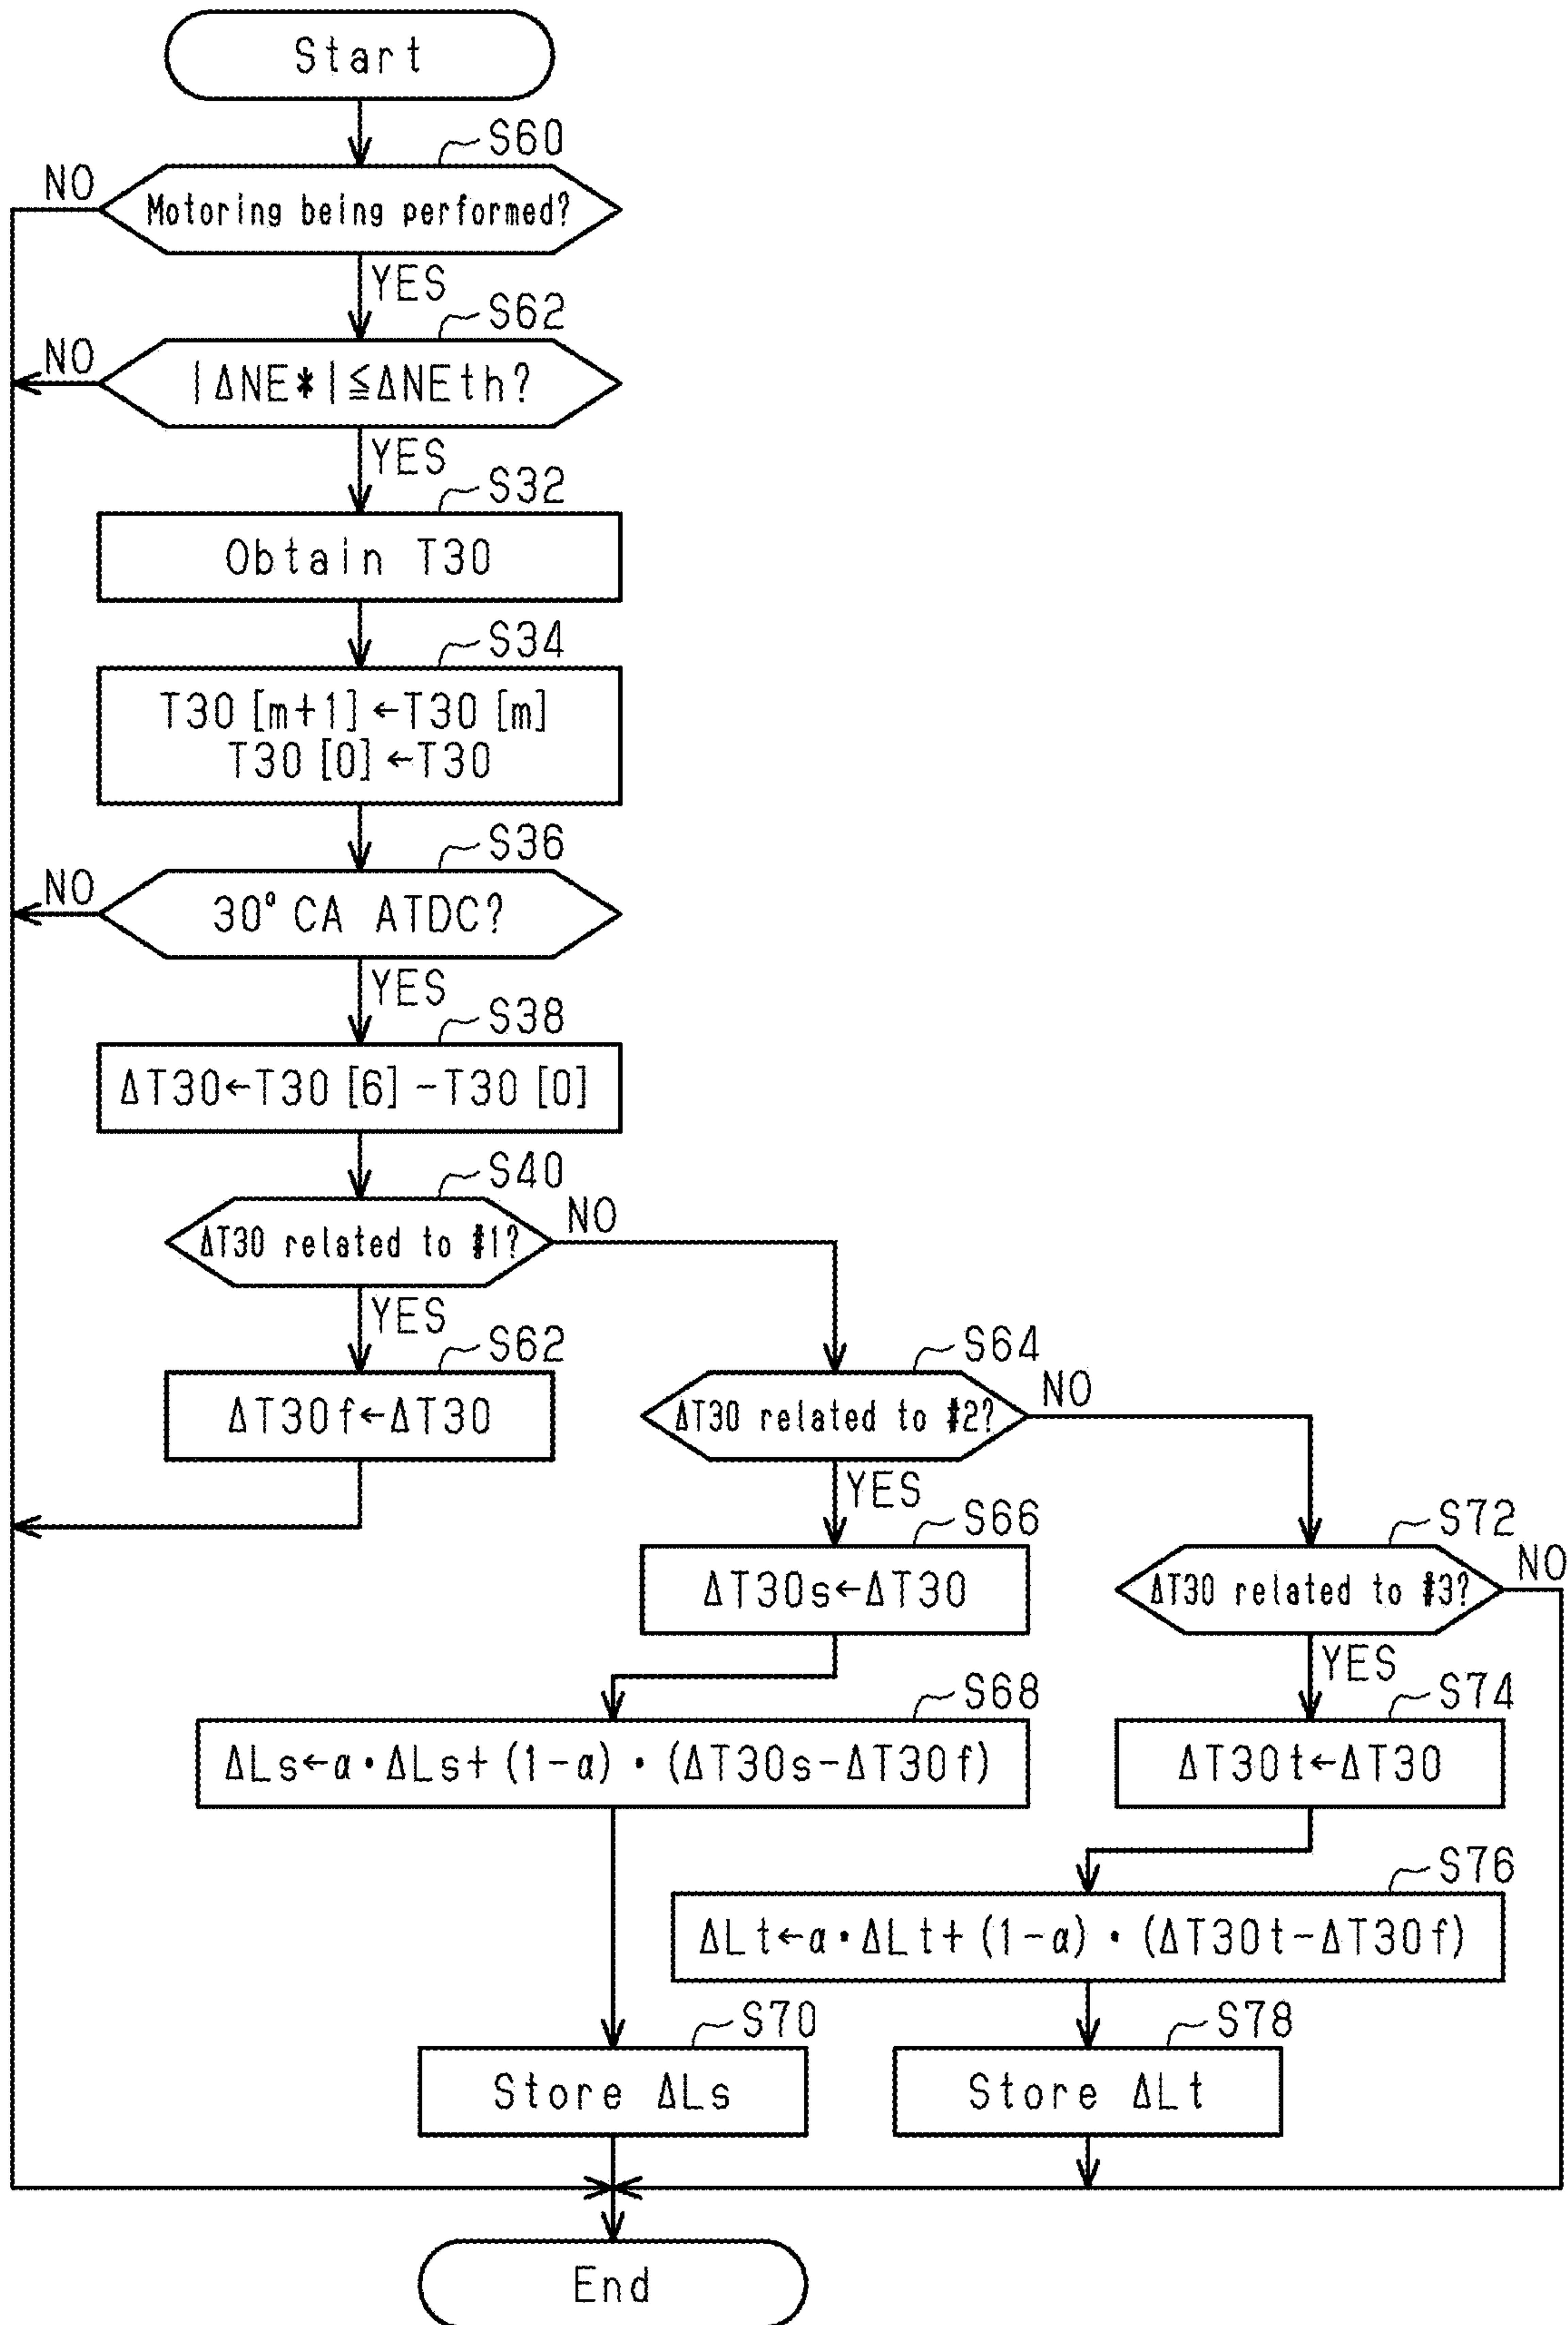 Start
S60
NO
Motoring being performed?
YES
S62
NO
|ΔNE*|≦ΔNEth?
YES
S32
Obtain T30
S34
T30 [m+1]←T30 [m]
T30 [0]←T30
S36
NO
30° CA ATDC?
YES
S38
ΔT30←T30 [6] -T30 [0]
S40
ΔT30 related to #1?
NO
YES
S62
ΔT30f←ΔT30
S64
ΔT30 related to #2?
NO
YES
S66
ΔT30s←ΔT30
S72
ΔT30 related to #3?
NO
YES
S68
ΔLs←α・ΔLs+(1-α)・(ΔT30s-ΔT30f)
S74
ΔT30t←ΔT30
S76
ΔLt←α・ΔLt+(1-α)・(ΔT30t-ΔT30f)
S70
Store ΔLs
S78
Store ΔLt
End